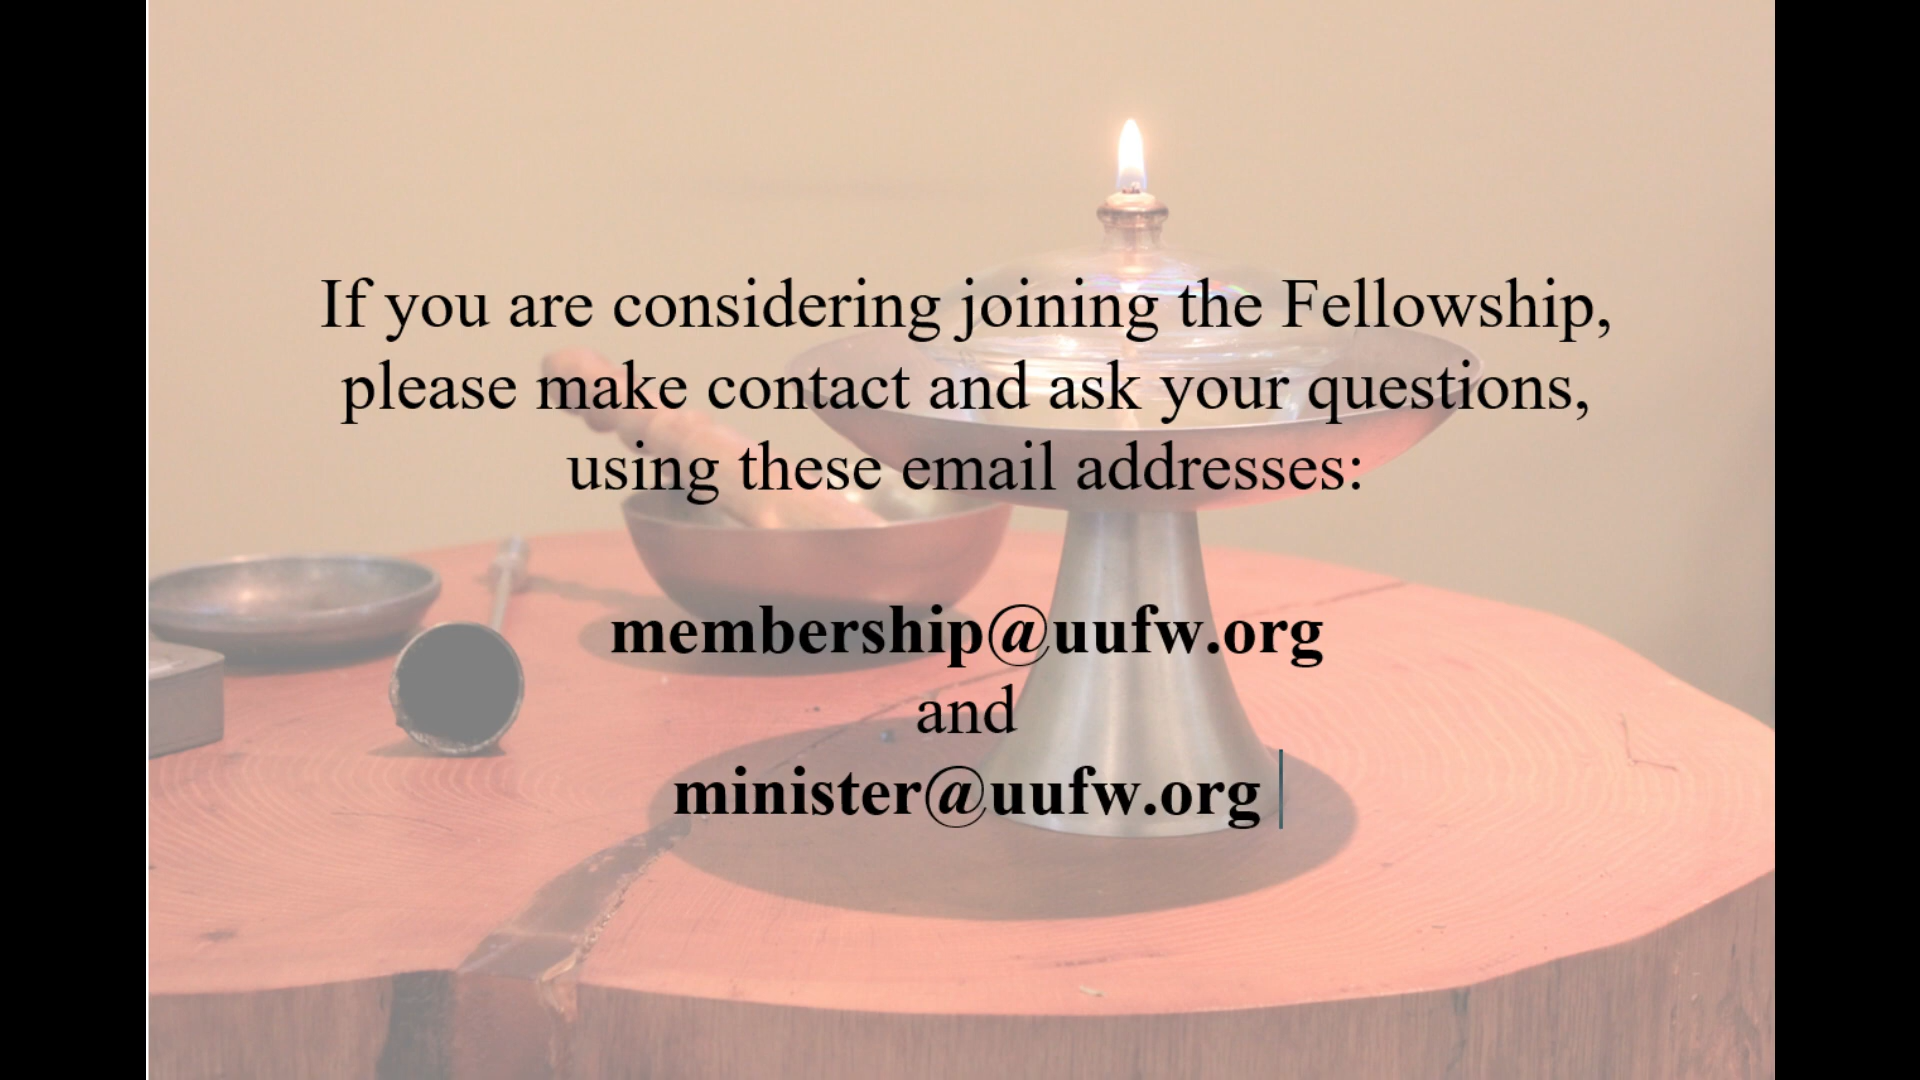 If you are considering joining the Fellowship,
please make contact and ask your questions,
using these email addresses:
membership@uufw.org
and
minister@uufw.org